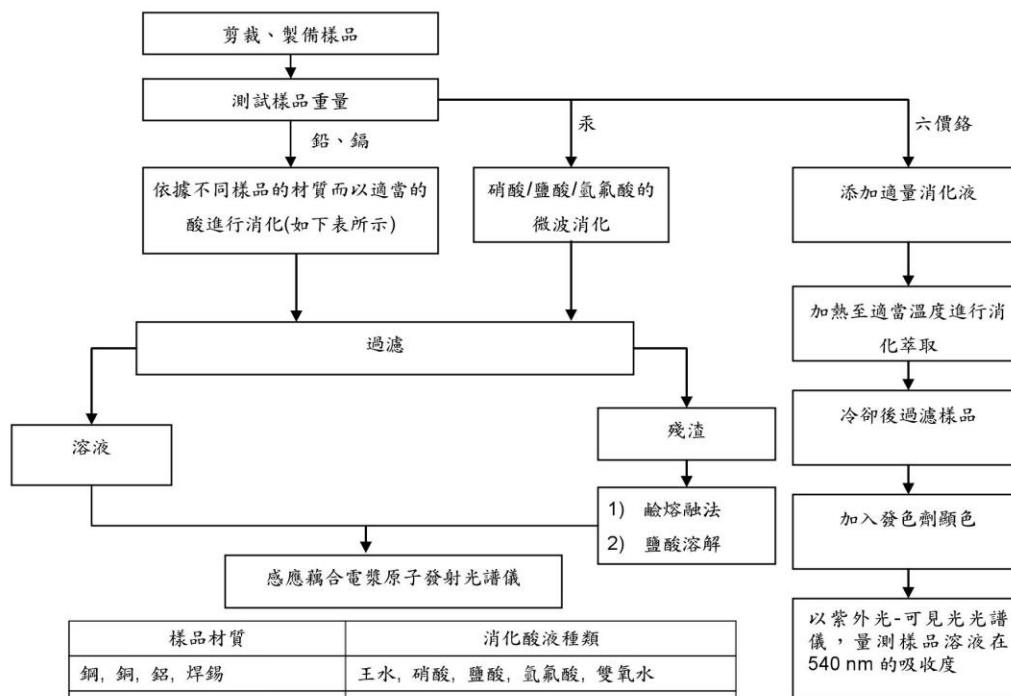 剪裁、製備樣品
測試樣品重量
鉛、鎘
汞
六價鉻
依據不同樣品的材質而以適當的
酸進行消化(如下表所示)
硝酸/鹽酸/氫氟酸的
微波消化
添加適量消化液
加熱至適當溫度進行消
化萃取
過濾
冷卻後過濾樣品
溶液
殘渣
1) 鹼熔融法
2) 鹽酸溶解
加入發色劑顯色
感應藕合電漿原子發射光譜儀
以紫外光-可見光光譜
儀，量測樣品溶液在
540 nm 的吸收度
樣品材質 消化酸液種類
鋼, 銅, 鋁, 焊錫 王水, 硝酸, 鹽酸, 氫氟酸, 雙氧水